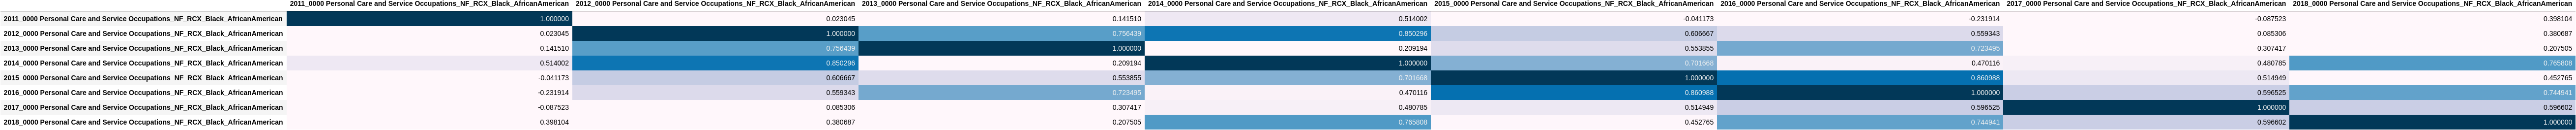 2011_0000 Personal Care and Service Occupations_NF_RCX_Black_AfricanAmerican 2012_0000 Personal Care and Service Occupations_NF_RCX_Black_AfricanAmerican 2013_0000 Personal Care and Service Occupations_NF_RCX_Black_AfricanAmerican 2014_0000 Personal Care and Service Occupations_NF_RCX_Black_AfricanAmerican 2015_0000 Personal Care and Service Occupations_NF_RCX_Black_AfricanAmerican 2016_0000 Personal Care and Service Occupations_NF_RCX_Black_AfricanAmerican 2017_0000 Personal Care and Service Occupations_NF_RCX_Black_AfricanAmerican 2018_0000 Personal Care and Service Occupations_NF_RCX_Black_AfricanAmerican
2011_0000 Personal Care and Service Occupations_NF_RCX_Black_AfricanAmerican 1.000000 0.023045 0.141510 0.514002 -0.041173 -0.231914 -0.087523 0.398104
2012_0000 Personal Care and Service Occupations_NF_RCX_Black_AfricanAmerican 0.023045 1.000000 0.756439 0.850296 0.606667 0.559343 0.085306 0.380687
2013_0000 Personal Care and Service Occupations_NF_RCX_Black_AfricanAmerican 0.141510 0.756439 1.000000 0.209194 0.553855 0.723495 0.307417 0.207505
2014_0000 Personal Care and Service Occupations_NF_RCX_Black_AfricanAmerican 0.514002 0.850296 0.209194 1.000000 0.701668 0.470116 0.480785 0.765808
2015_0000 Personal Care and Service Occupations_NF_RCX_Black_AfricanAmerican -0.041173 0.606667 0.553855 0.701668 1.000000 0.860988 0.514949 0.452765
2016_0000 Personal Care and Service Occupations_NF_RCX_Black_AfricanAmerican -0.231914 0.559343 0.723495 0.470116 0.860988 1.000000 0.596525 0.744941
2017_0000 Personal Care and Service Occupations_NF_RCX_Black_AfricanAmerican -0.087523 0.085306 0.307417 0.480785 0.514949 0.596525 1.000000 0.596602
2018_0000 Personal Care and Service Occupations_NF_RCX_Black_AfricanAmerican 0.398104 0.380687 0.207505 0.765808 0.452765 0.744941 0.596602 1.000000